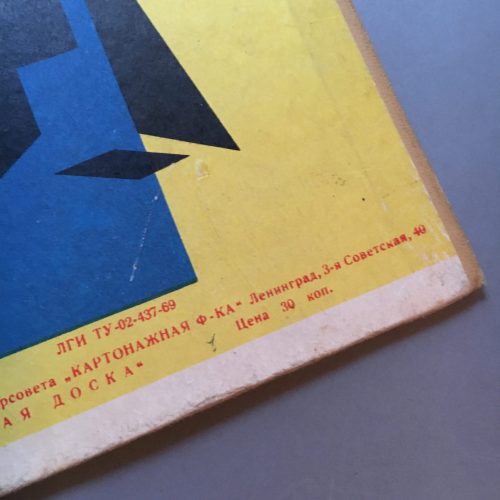 ЛГИ ТУ-02-437-69
рсовета „КАРТОНАЖНАЯ Ф-КА“ Ленинград, 3-я Советская, 40
АЯ ДОСКА“ Цена 30 коп.